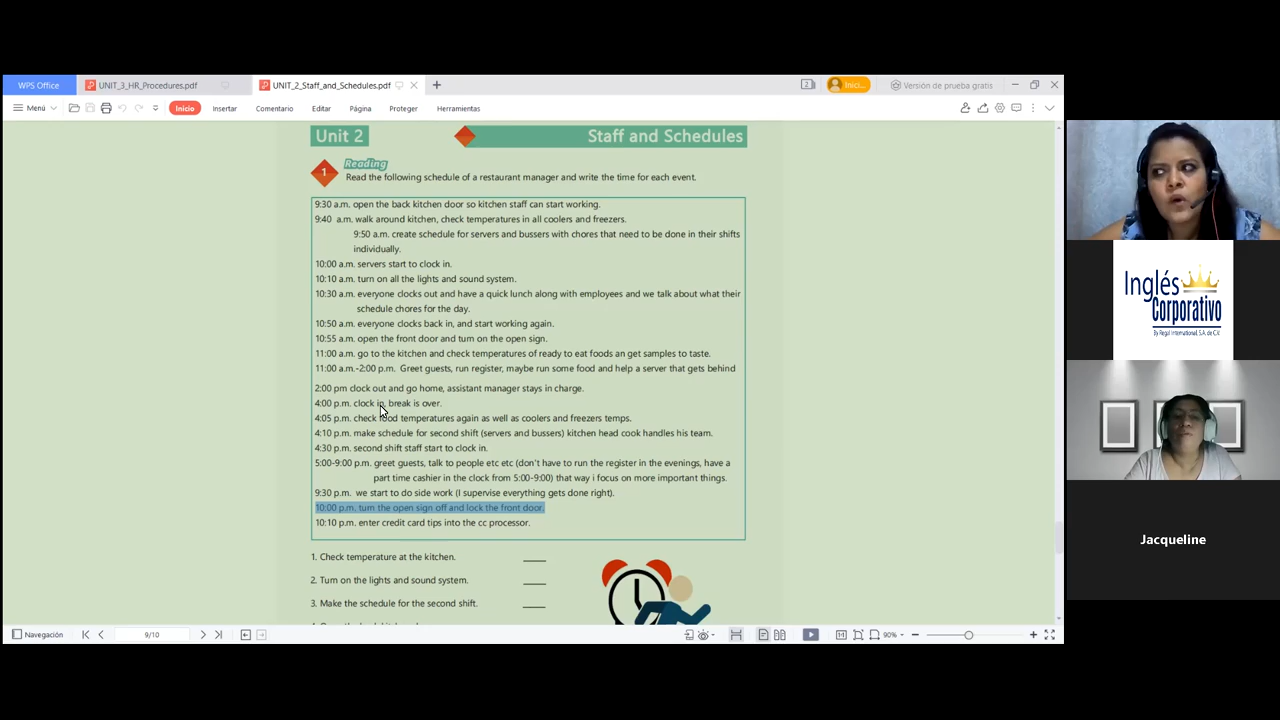 WPS Office
UNIT_3_HR_Procedures.pdf
UNIT_2_Staff_and_Schedules.pdf
Inici...
Versión de prueba gratis
Menú
Inicio
Insertar
Comentario
Editar
Página
Proteger
Herramientas
Unit 2
Staff and Schedules
1
Reading
Read the following schedule of a restaurant manager and write the time for each event.
9:30 a.m. open the back kitchen door so kitchen staff can start working.
9:40 a.m. walk around kitchen, check temperatures in all coolers and freezers.
9:50 a.m. create schedule for servers and bussers with chores that need to be done in their shifts
individually.
10:00 a.m. servers start to clock in.
10:10 a.m. turn on all the lights and sound system.
10:30 a.m. everyone clocks out and have a quick lunch along with employees and we talk about what their
schedule chores for the day.
10:50 a.m. everyone clocks back in, and start working again.
10:55 a.m. open the front door and turn on the open sign.
11:00 a.m. go to the kitchen and check temperatures of ready to eat foods an get samples to taste.
11:00 a.m.-2:00 p.m. Greet guests, run register, maybe run some food and help a server that gets behind
2:00 pm clock out and go home, assistant manager stays in charge.
4:00 p.m. clock in, break is over.
4:05 p.m. check food temperatures again as well as coolers and freezers temps.
4:10 p.m. make schedule for second shift (servers and bussers) kitchen head cook handles his team.
4:30 p.m. second shift staff start to clock in.
5:00-9:00 p.m. greet guests, talk to people etc etc (don't have to run the register in the evenings, have a
part time cashier in the clock from 5:00-9:00) that way i focus on more important things.
9:30 p.m. we start to do side work (I supervise everything gets done right).
10:00 p.m. turn the open sign off and lock the front door.
10:10 p.m. enter credit card tips into the cc processor.
1. Check temperature at the kitchen.
2. Turn on the lights and sound system.
3. Make the schedule for the second shift.
Navegación
9/10
90%
Inglés
Corporativo
By Regal International, S.A. de C.V.
Jacqueline